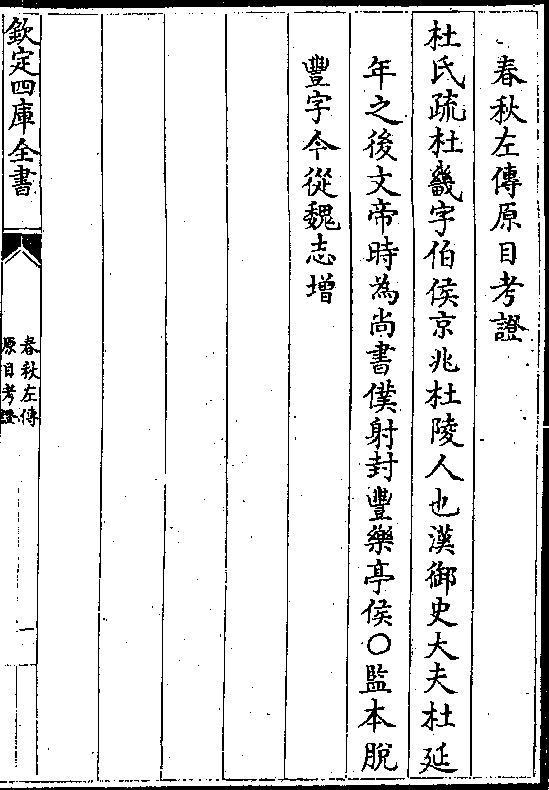 春秋左傳原目考證
杜氏疏杜畿字伯侯京兆杜陵人也漢御史大夫杜延
年之後文帝時為尚書僕射封豐樂亭侯○監本脫
豐字今從魏志增
欽定四庫全書
春秋左傳
原目考證
一